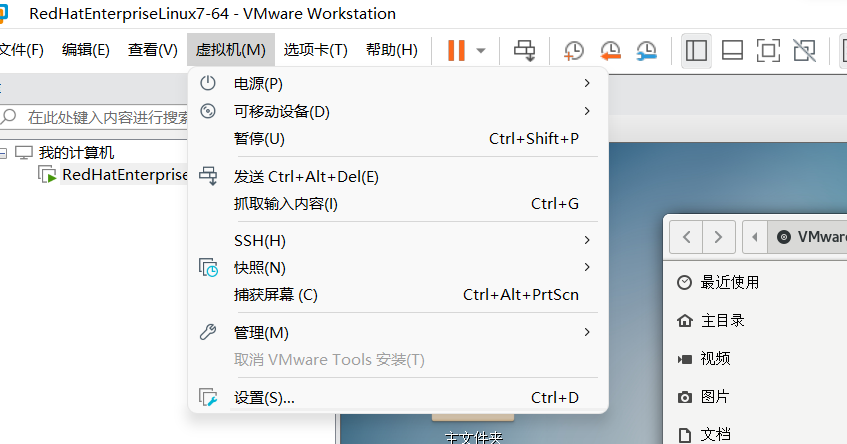 RedHatEnterpriseLinux7-64 - VMware Workstation
文件(F) 编辑(E) 查看(V) 虚拟机(M) 选项卡(T) 帮助(H)
在此处键入内容进行搜索
我的计算机
RedHatEnterprise
电源(P)
可移动设备(D)
暂停(U) Ctrl+Shift+P
发送 Ctrl+Alt+Del(E)
抓取输入内容(I) Ctrl+G
SSH(H)
快照(N)
捕获屏幕 (C) Ctrl+Alt+PrtScn
管理(M)
取消 VMware Tools 安装(T)
设置(S)... Ctrl+D
VMware
最近使用
主目录
视频
图片
文档
主文件夹